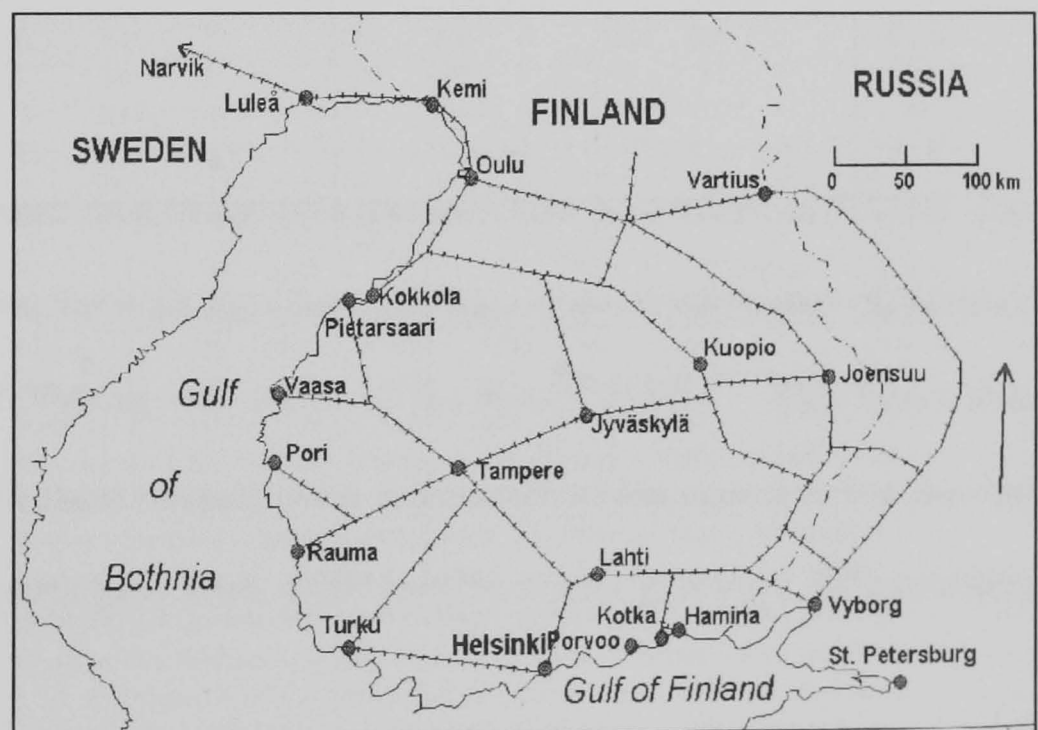 Narvik
Luleå
Kemi
FINLAND
RUSSIA
SWEDEN
Oulu
Vartius
0 50 100 km
Kokkola
Pietarsaari
Kuopio
Joensuu
Gulf
Vaasa
Jyväskylä
Pori
Tampere
of
Rauma
Lahti
Bothnia
Kotka
Hamina
Vyborg
Turku
Helsinki
Porvoo
St. Petersburg
Gulf of Finland